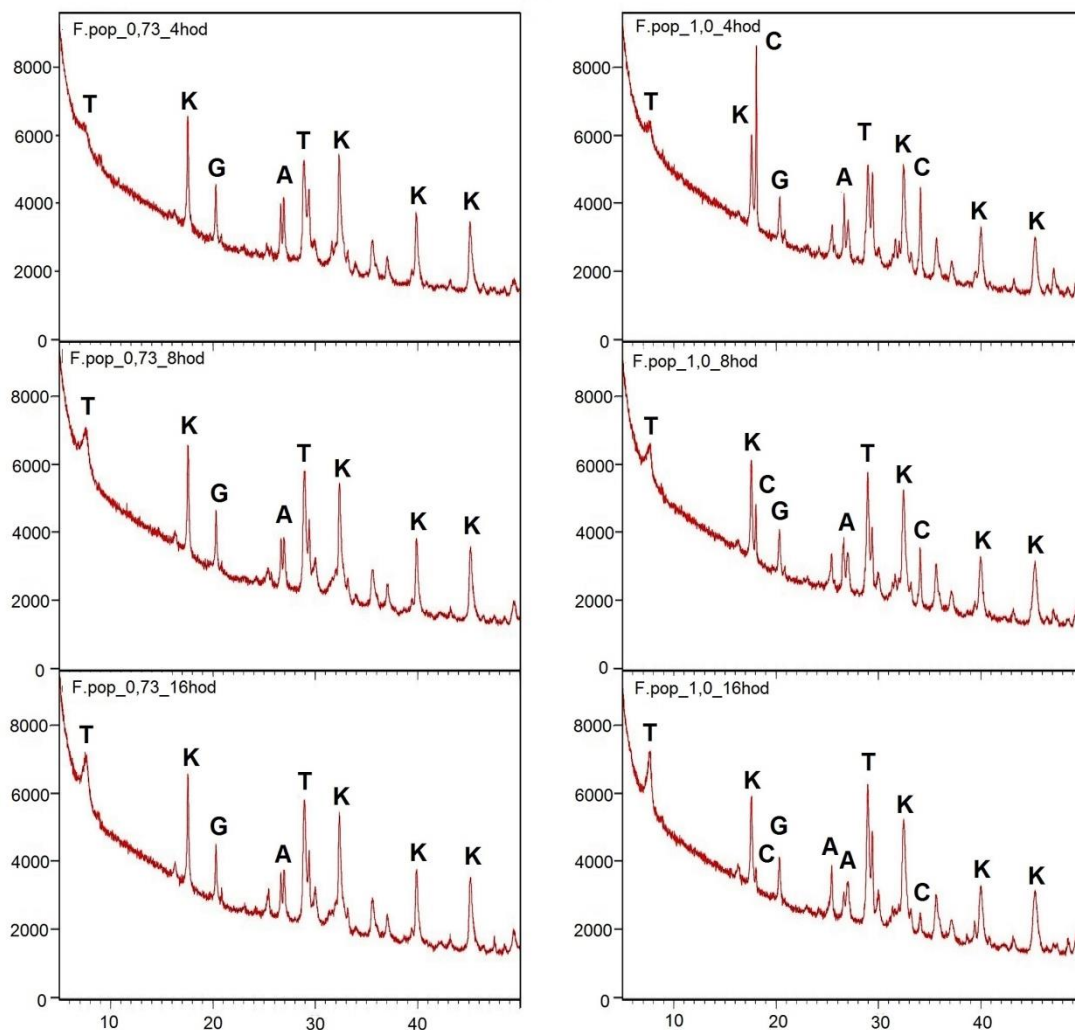 F.pop_0,73_4hod
8000
6000
4000
2000
0
T
K
G
A
T
K
K
K
F.pop_1,0_4hod
8000
6000
4000
2000
0
T
K
C
G
A
T
K
C
K
K
F.pop_0,73_8hod
8000
6000
4000
2000
0
T
K
G
A
T
K
K
K
F.pop_1,0_8hod
8000
6000
4000
2000
0
T
K
C
G
A
T
K
C
K
K
F.pop_0,73_16hod
8000
6000
4000
2000
0
T
K
G
A
T
K
K
K
10 20 30 40
F.pop_1,0_16hod
8000
6000
4000
2000
0
T
K
C
G
A
A
T
K
C
K
K
10 20 30 40